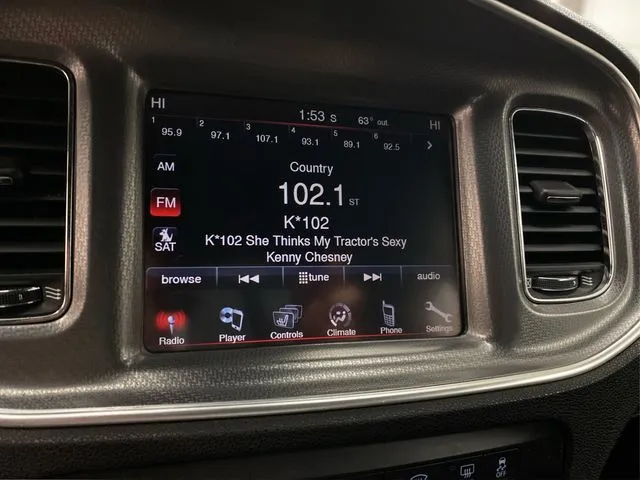 HI 1:53 S 63° out. HI
1 95.9 2 97.1 3 107.1 4 93.1 5 89.1 6 92.5
AM
Country
FM
102.1 ST
K*102
SAT
K*102 She Thinks My Tractor's Sexy
Kenny Chesney
browse tune audio
Radio Player Controls Climate Phone Settings
OFF